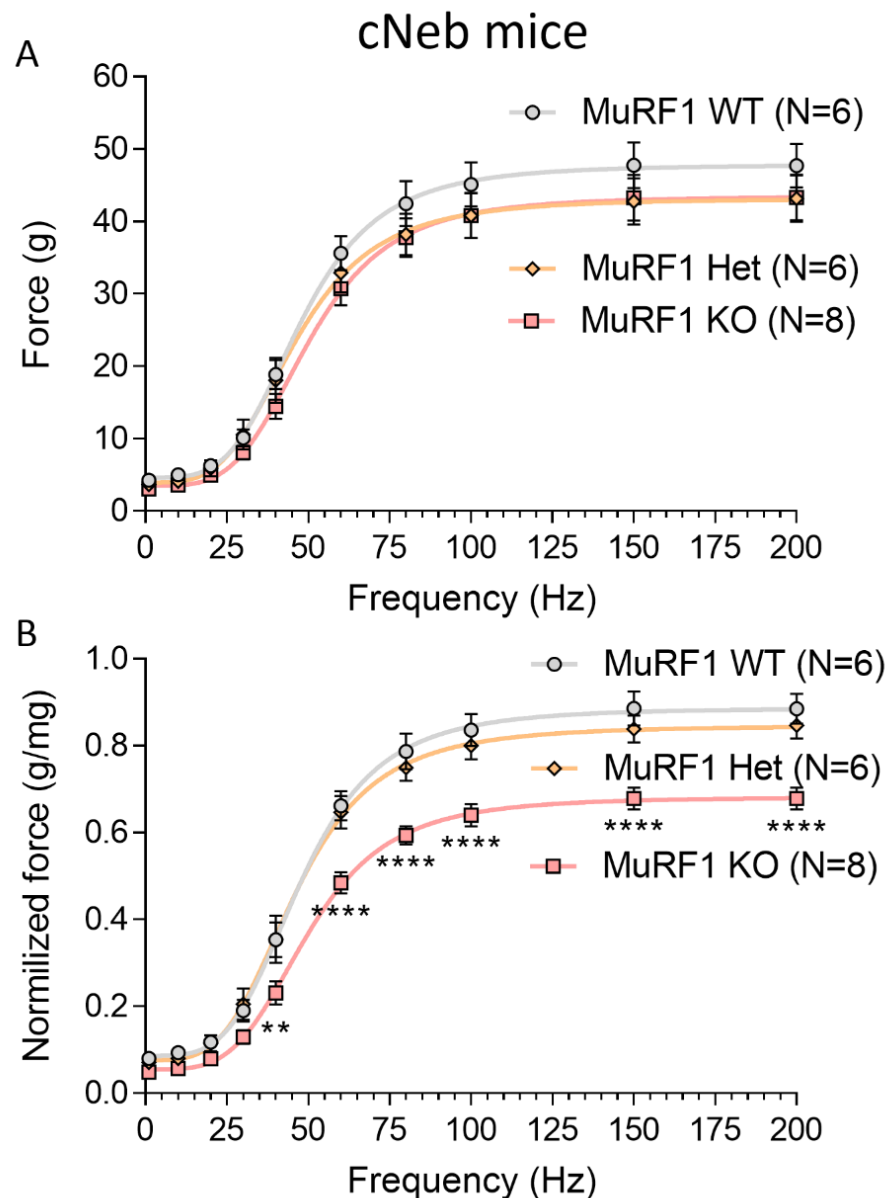 cNeb mice
A
60
50
40
30
20
10
0
Force (g)
MuRF1 WT (N=6)
MuRF1 Het (N=6)
MuRF1 KO (N=8)
0 25 50 75 100 125 150 175 200
Frequency (Hz)
B
1.0
0.8
0.6
0.4
0.2
0.0
Normilized force (g/mg)
MuRF1 WT (N=6)
MuRF1 Het (N=6)
MuRF1 KO (N=8)
** **** **** **** **** ****
0 25 50 75 100 125 150 175 200
Frequency (Hz)